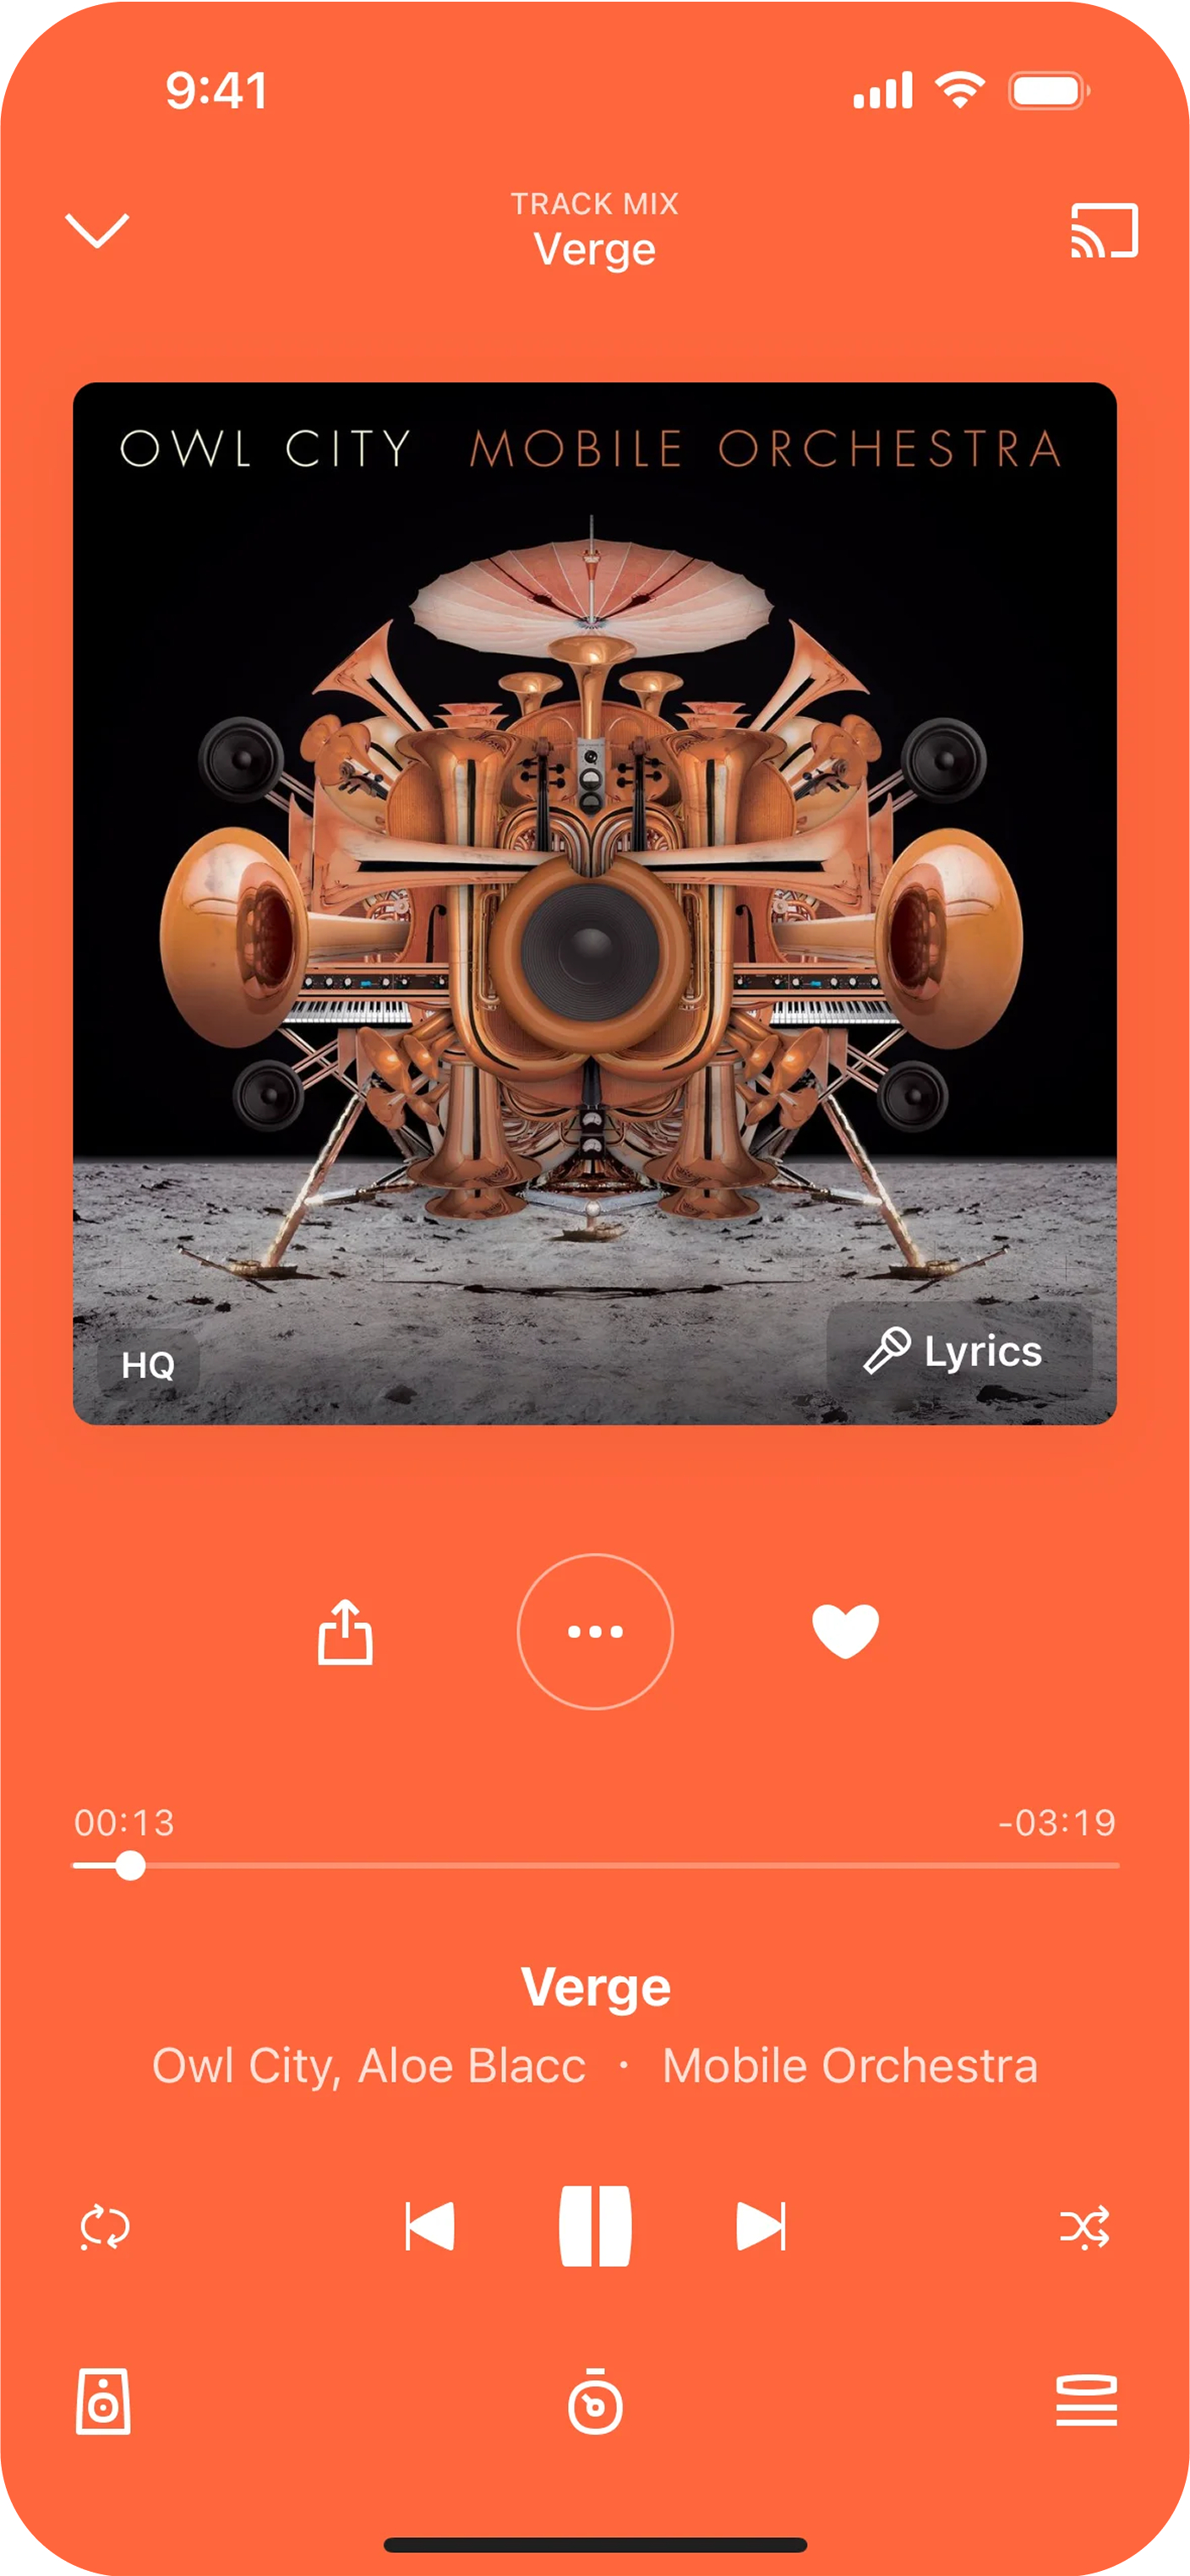 9:41
TRACK MIX
Verge
OWL CITY MOBILE ORCHESTRA
HQ
Lyrics
00:13 -03:19
Verge
Owl City, Aloe Blacc · Mobile Orchestra